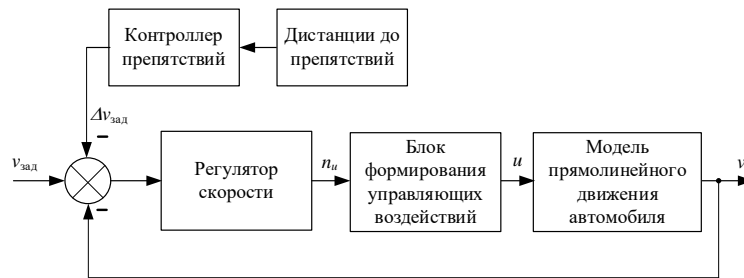 Контроллер
препятствий
Дистанции до
препятствий
Δvзад
−
vзад
−
Регулятор
скорости
nu
Блок
формирования
управляющих
воздействий
u
Модель
прямолинейного
движения
автомобиля
v